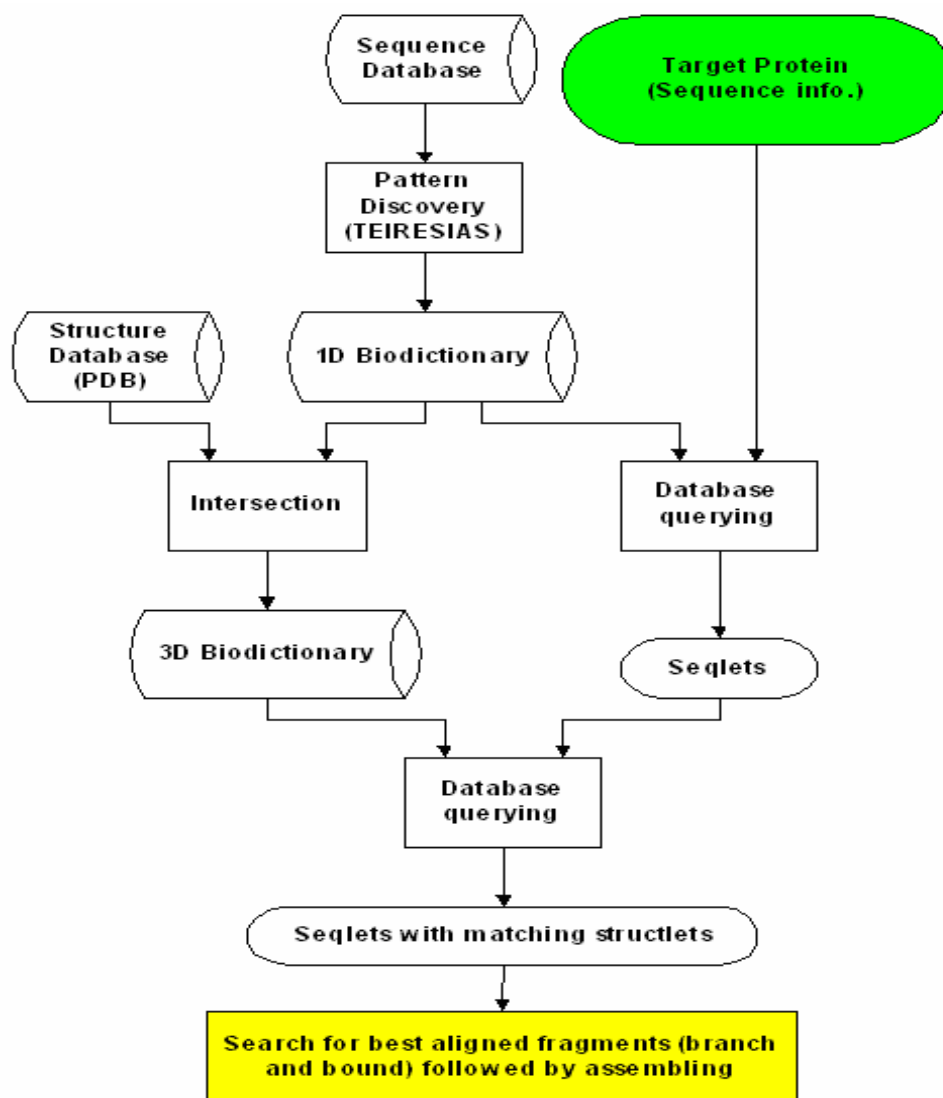 Sequence
Database
Target Protein
(Sequence info.)
Pattern
Discovery
(TEIRESIAS)
Structure
Database
(PDB)
1D Biodictionary
Intersection
Database
querying
3D Biodictionary
Seqlets
Database
querying
Seqlets with matching structlets
Search for best aligned fragments (branch
and bound) followed by assembling